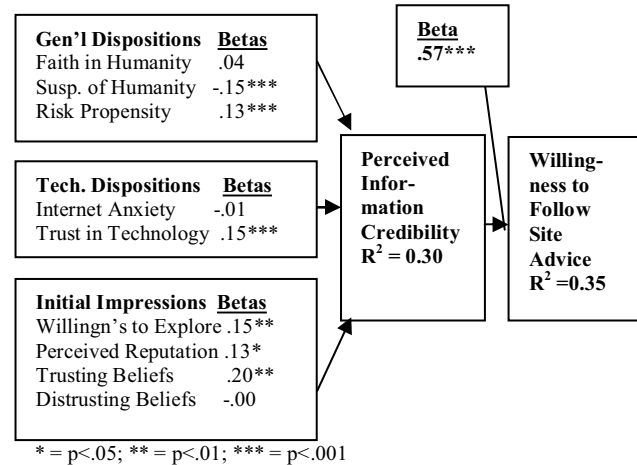 Gen'l Dispositions Betas
Faith in Humanity .04
Susp. of Humanity -.15***
Risk Propensity .13***
Tech. Dispositions Betas
Internet Anxiety -.01
Trust in Technology .15***
Initial Impressions Betas
Willingn's to Explore .15**
Perceived Reputation .13*
Trusting Beliefs .20**
Distrusting Beliefs -.00
Perceived
Infor-
mation
Credibility
R² = 0.30
Beta
.57***
Willing-
ness to
Follow
Site
Advice
R² =0.35
* = p<.05; ** = p<.01; *** = p<.001